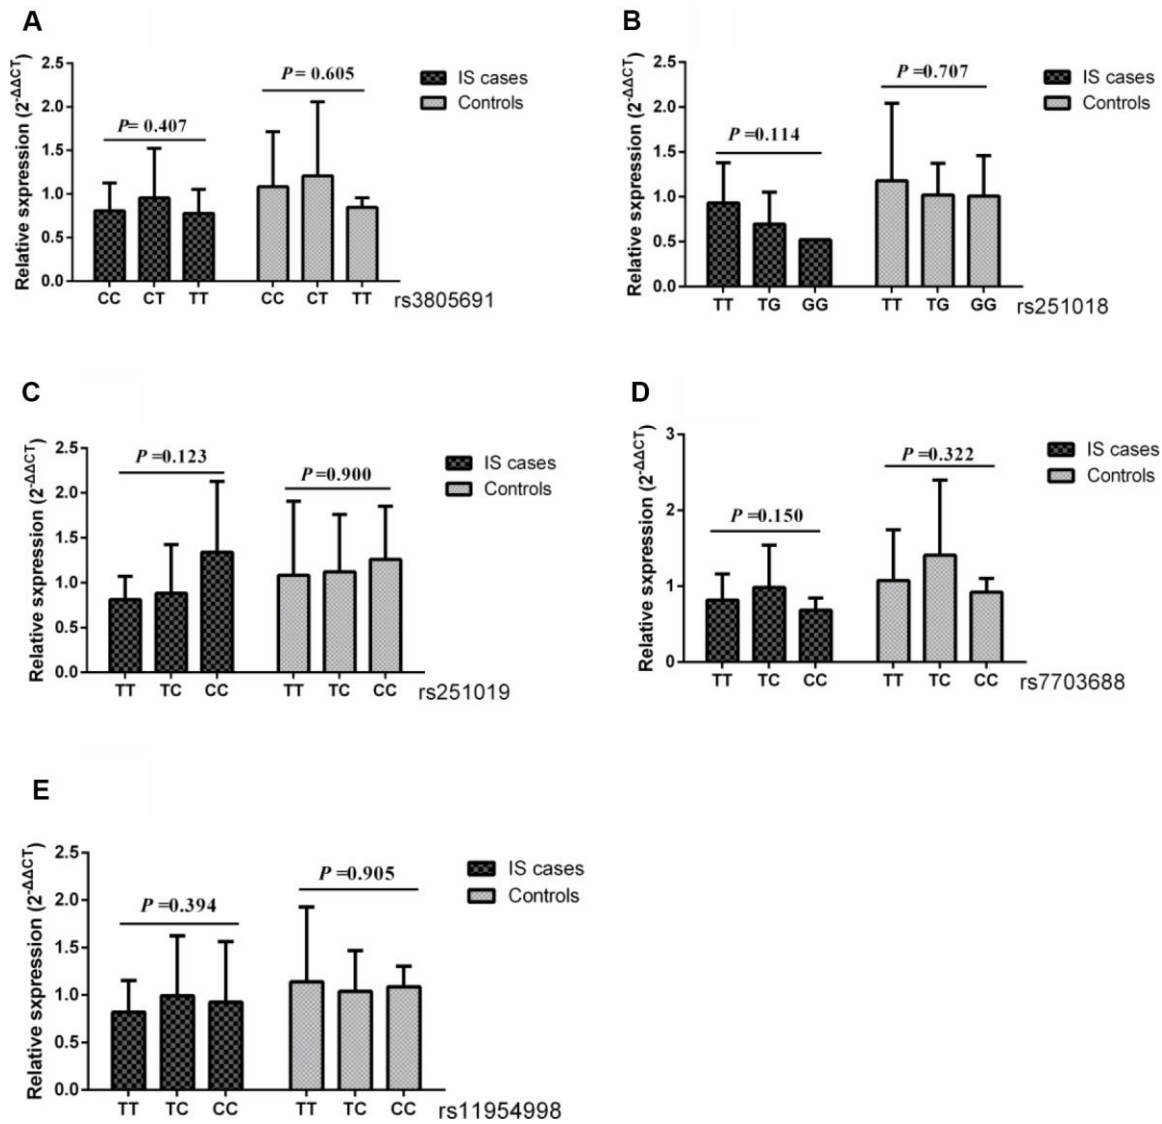 A
Relative sxpression (2-ΔΔCT)
2.5
2.0
1.5
1.0
0.5
0.0
P= 0.407
P= 0.605
IS cases
Controls
CC CT TT CC CT TT rs3805691
B
Relative sxpression (2-ΔΔCT)
2.5
2.0
1.5
1.0
0.5
0.0
P=0.114
P=0.707
IS cases
Controls
TT TG GG TT TG GG rs251018
C
Relative sxpression (2-ΔΔCT)
2.5
2.0
1.5
1.0
0.5
0.0
P=0.123
P=0.900
IS cases
Controls
TT TC CC TT TC CC rs251019
D
Relative sxpression (2-ΔΔCT)
3
2
1
0
P=0.150
P=0.322
IS cases
Controls
TT TC CC TT TC CC rs7703688
E
Relative sxpression (2-ΔΔCT)
2.5
2.0
1.5
1.0
0.5
0.0
P=0.394
P=0.905
IS cases
Controls
TT TC CC TT TC CC rs11954998